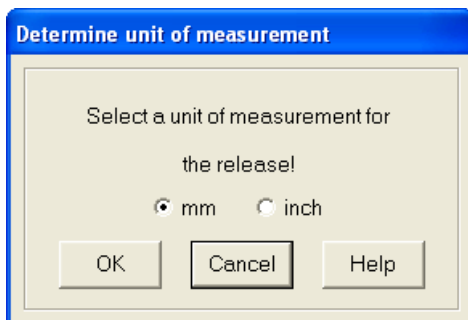 Determine unit of measurement
Select a unit of measurement for
the release!
mm inch
OK Cancel Help